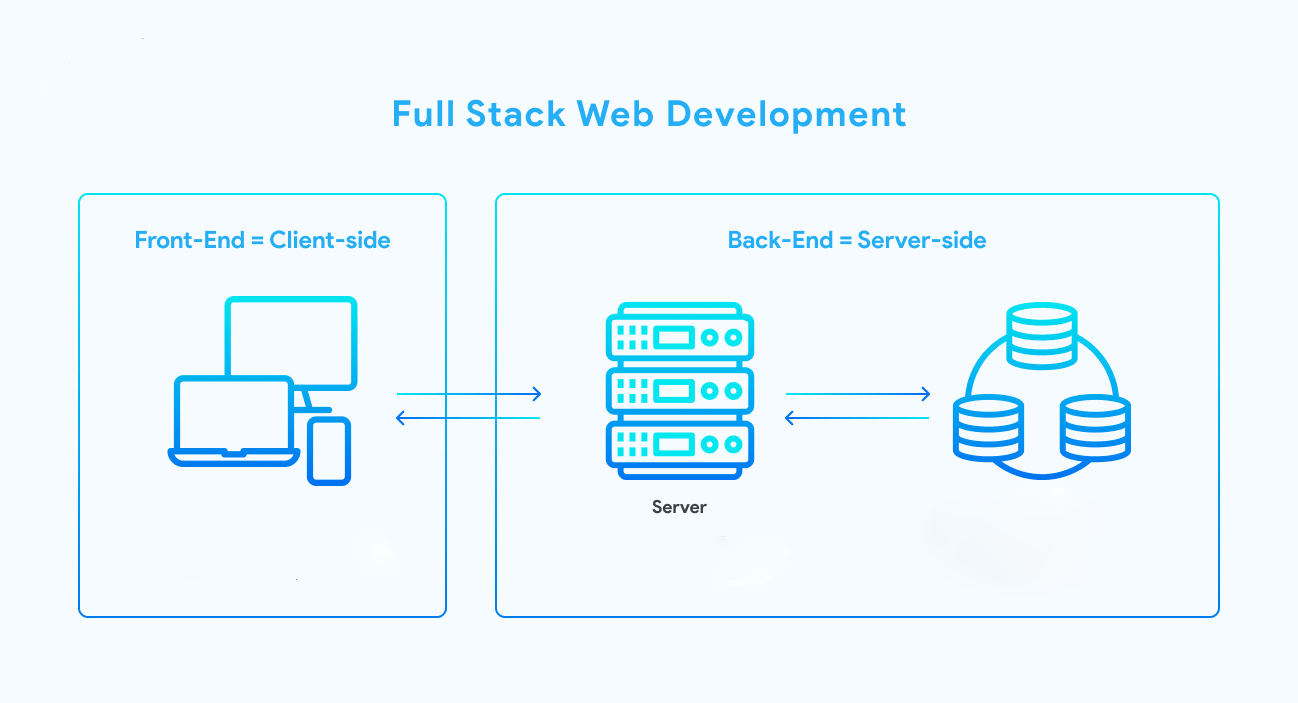 Full Stack Web Development
Front-End = Client-side
Back-End = Server-side
Server